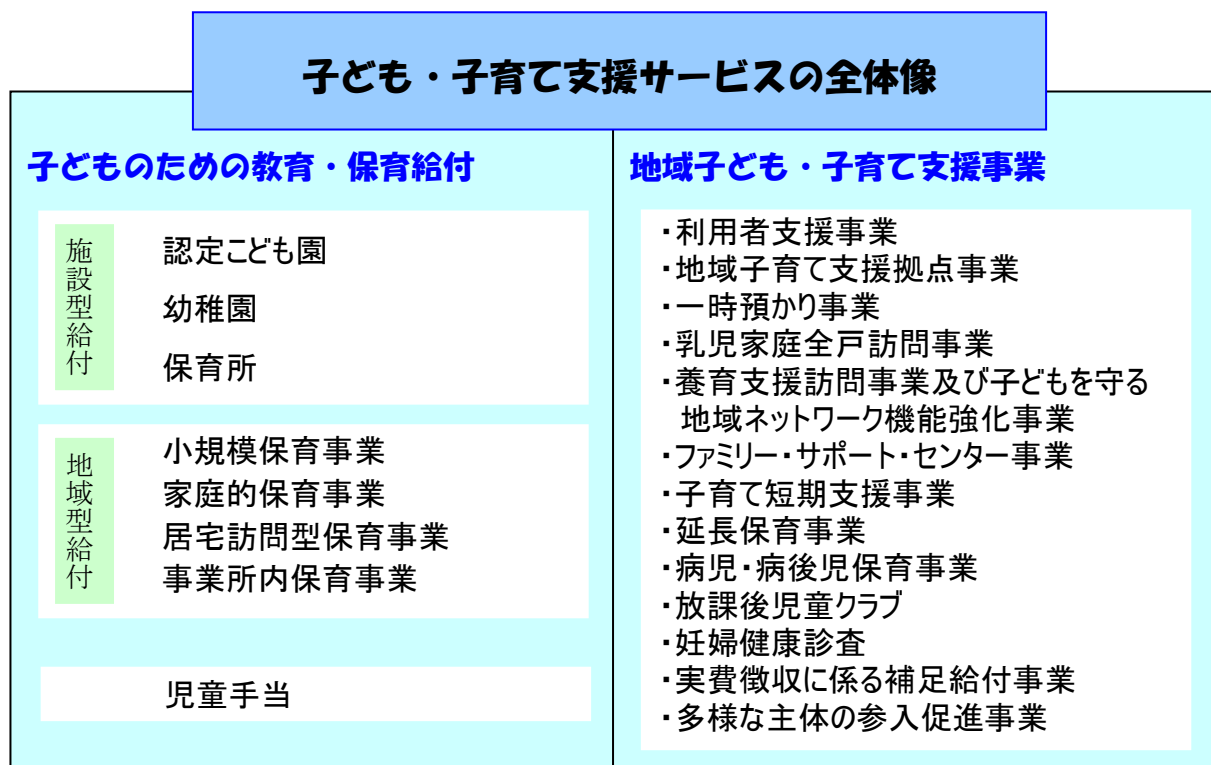 子ども・子育て支援サービスの全体像
子どものための教育・保育給付
施設型給付
認定こども園
幼稚園
保育所
地域型給付
小規模保育事業
家庭的保育事業
居宅訪問型保育事業
事業所内保育事業
児童手当
地域子ども・子育て支援事業
・利用者支援事業
・地域子育て支援拠点事業
・一時預かり事業
・乳児家庭全戸訪問事業
・養育支援訪問事業及び子どもを守る
地域ネットワーク機能強化事業
・ファミリー・サポート・センター事業
・子育て短期支援事業
・延長保育事業
・病児・病後児保育事業
・放課後児童クラブ
・妊婦健康診査
・実費徴収に係る補足給付事業
・多様な主体の参入促進事業